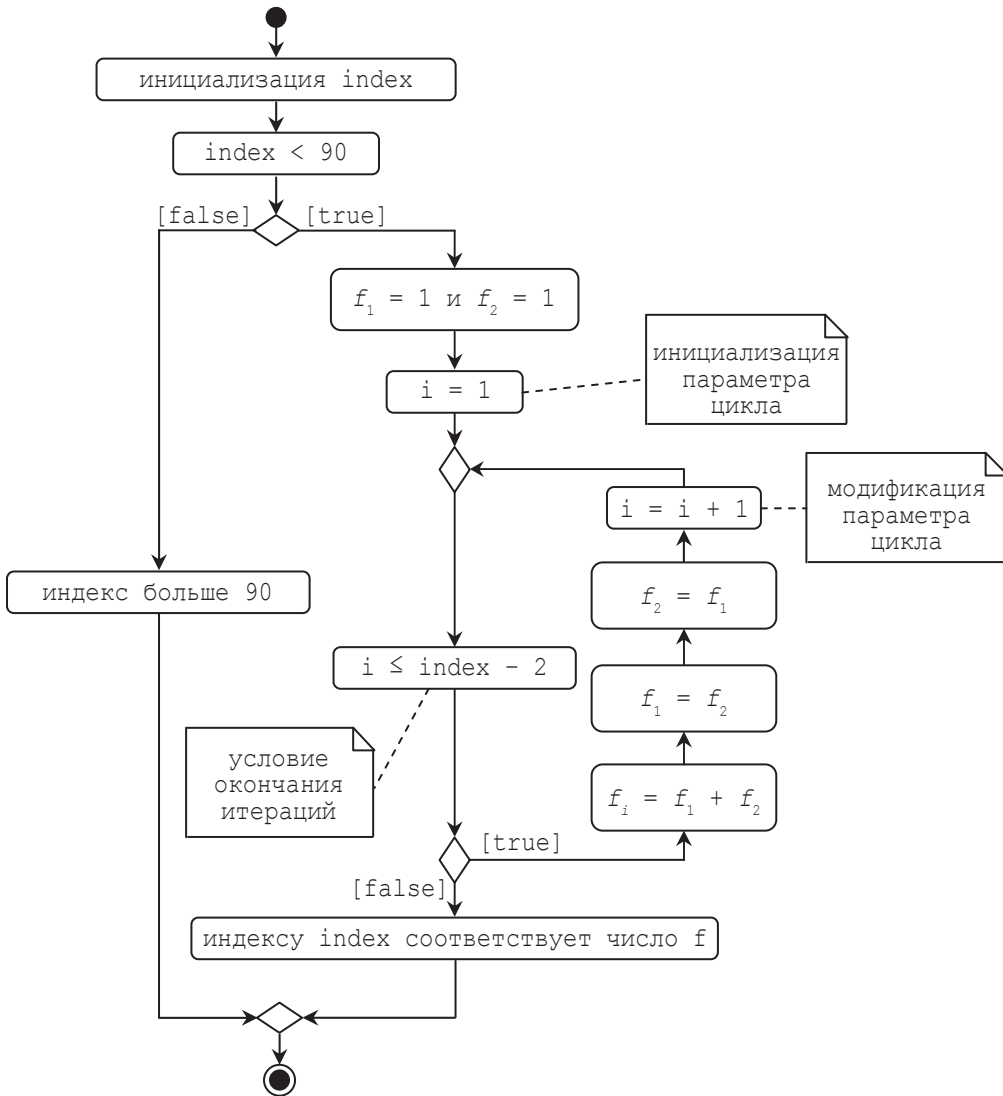 инициализация index
index < 90
[false]
[true]
f₁ = 1 и f₂ = 1
инициализация
параметра
цикла
i = 1
модификация
параметра
цикла
i = i + 1
индекс больше 90
f₂ = f₁
i ≤ index − 2
f₁ = f₂
условие
окончания
итераций
fᵢ = f₁ + f₂
[true]
[false]
индексу index соответствует число f